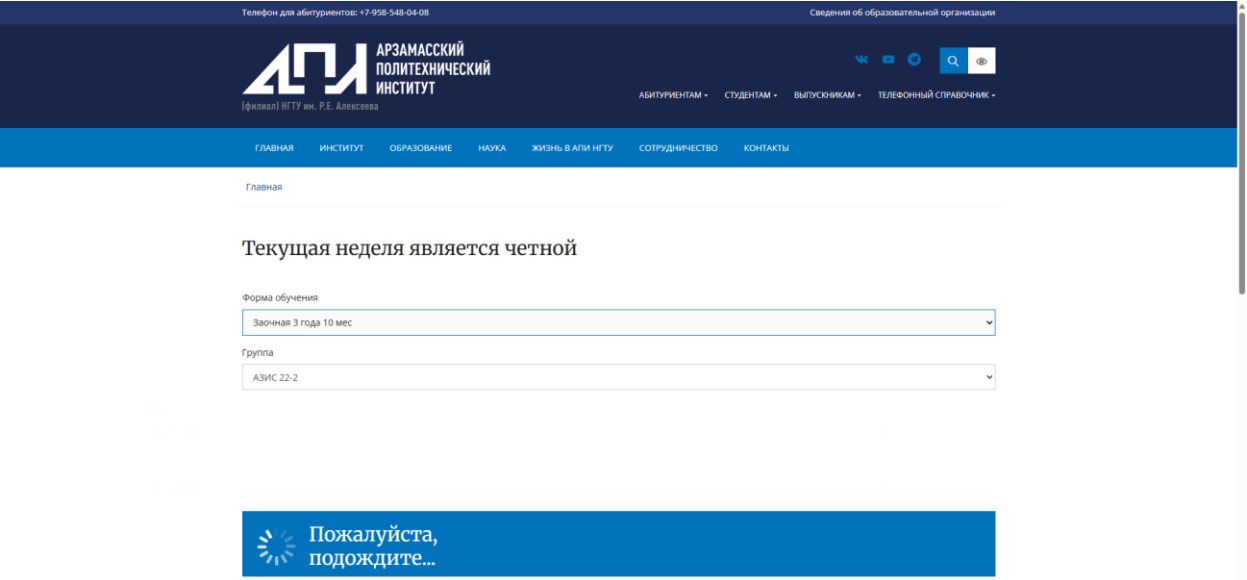 Телефон для абитуриентов: +7-958-548-04-08
Сведения об образовательной организации
АПИ
АРЗАМАССКИЙ
ПОЛИТЕХНИЧЕСКИЙ
ИНСТИТУТ
(филиал) НГТУ им. Р.Е. Алексеева
АБИТУРИЕНТАМ СТУДЕНТАМ ВЫПУСКНИКАМ ТЕЛЕФОННЫЙ СПРАВОЧНИК
ГЛАВНАЯ ИНСТИТУТ ОБРАЗОВАНИЕ НАУКА ЖИЗНЬ В АПИ НГТУ СОТРУДНИЧЕСТВО КОНТАКТЫ
Главная
Текущая неделя является четной
Форма обучения
Заочная 3 года 10 мес
Группа
АЗИС 22-2
Пожалуйста,
подождите...